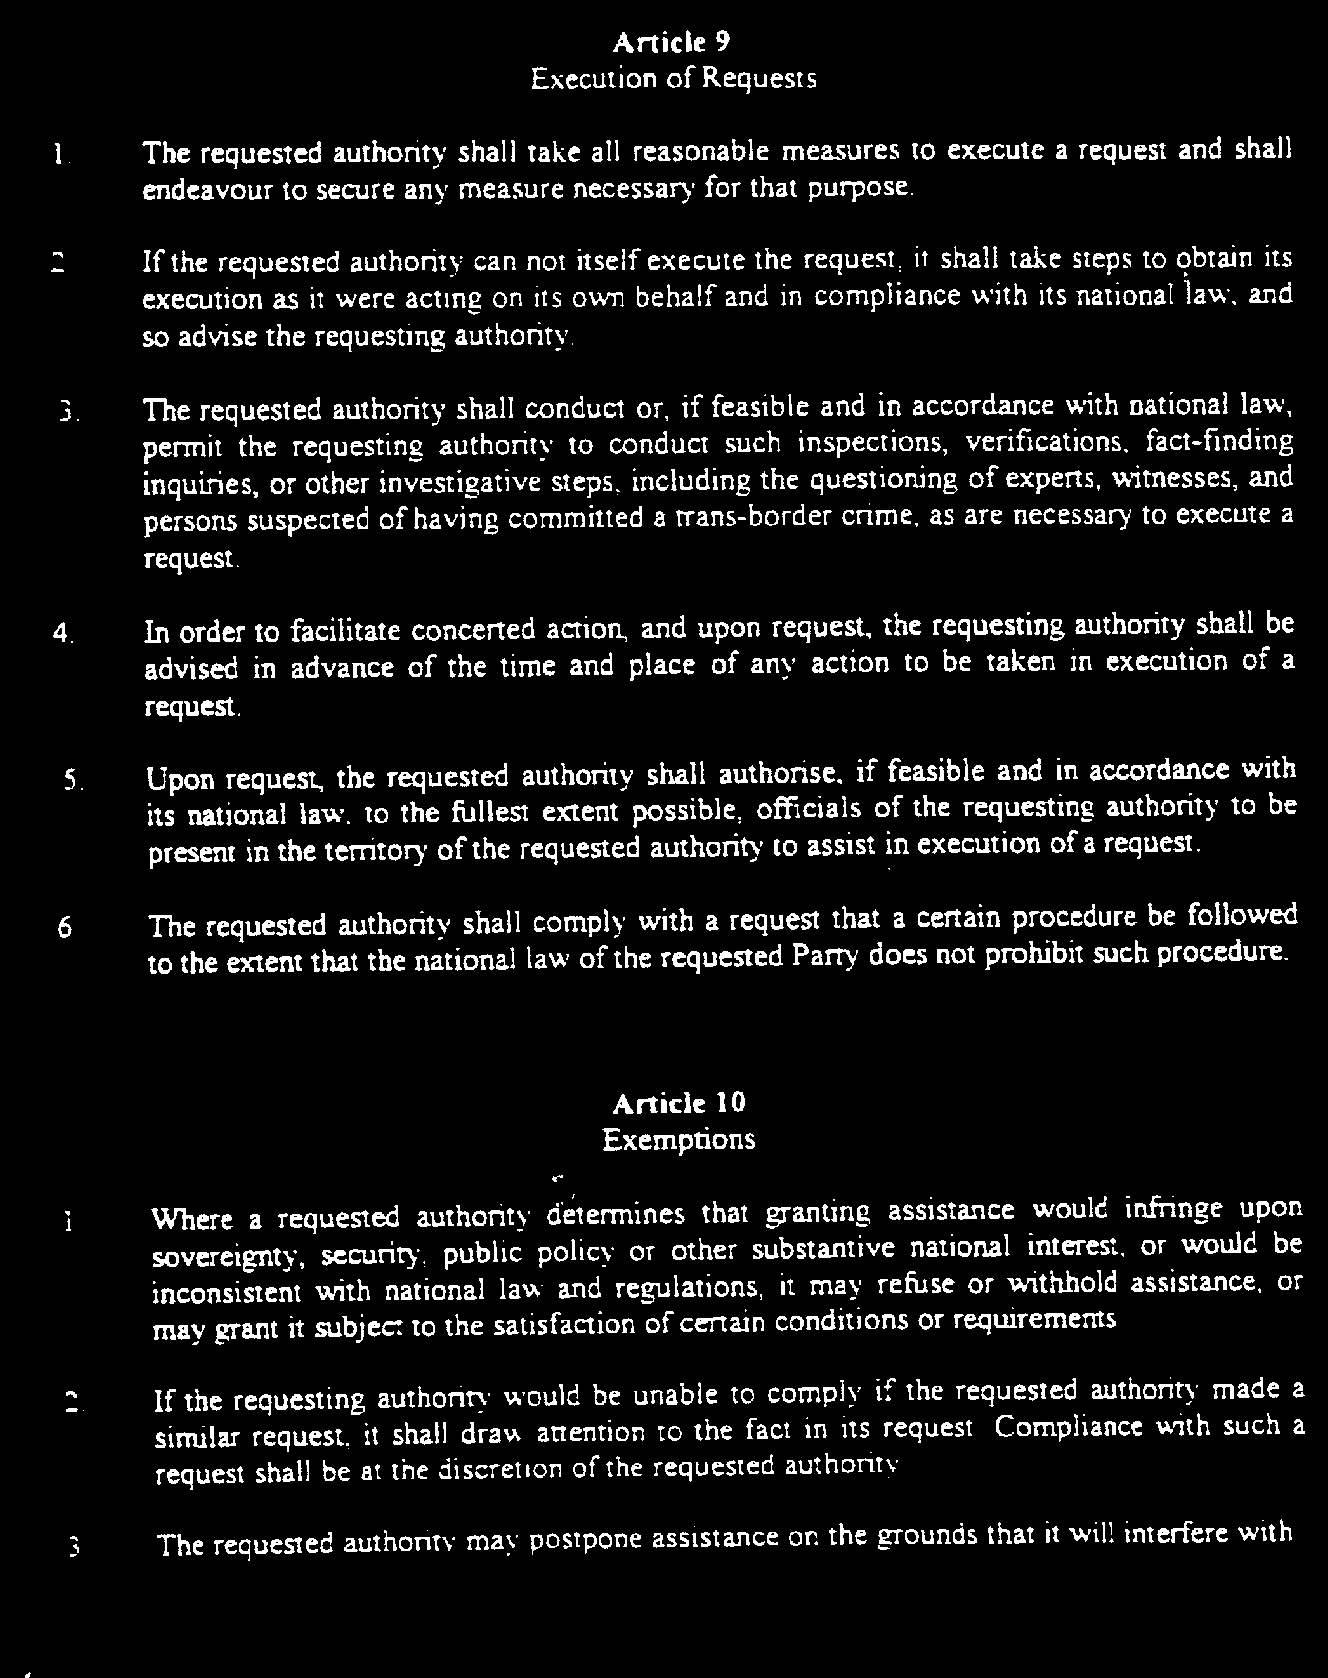 Article 9
Execution of Requests
1. The requested authority shall take all reasonable measures to execute a request and shall
endeavour to secure any measure necessary for that purpose.
2 If the requested authority can not itself execute the request, it shall take steps to obtain its
execution as it were acting on its own behalf and in compliance with its national law, and
so advise the requesting authority.
3. The requested authority shall conduct or, if feasible and in accordance with national law,
permit the requesting authority to conduct such inspections, verifications, fact-finding
inquiries, or other investigative steps, including the questioning of experts, witnesses, and
persons suspected of having committed a trans-border crime, as are necessary to execute a
request.
4. In order to facilitate concerted action, and upon request, the requesting authority shall be
advised in advance of the time and place of any action to be taken in execution of a
request.
5. Upon request, the requested authority shall authorise, if feasible and in accordance with
its national law, to the fullest extent possible, officials of the requesting authority to be
present in the territory of the requested authority to assist in execution of a request.
6 The requested authority shall comply with a request that a certain procedure be followed
to the extent that the national law of the requested Party does not prohibit such procedure.
Article 10
Exemptions
1 Where a requested authority determines that granting assistance would infringe upon
sovereignty, security, public policy or other substantive national interest, or would be
inconsistent with national law and regulations, it may refuse or withhold assistance, or
may grant it subject to the satisfaction of certain conditions or requirements
2. If the requesting authority would be unable to comply if the requested authority made a
similar request, it shall draw attention to the fact in its request Compliance with such a
request shall be at the discretion of the requested authority
3 The requested authority may postpone assistance on the grounds that it will interfere with